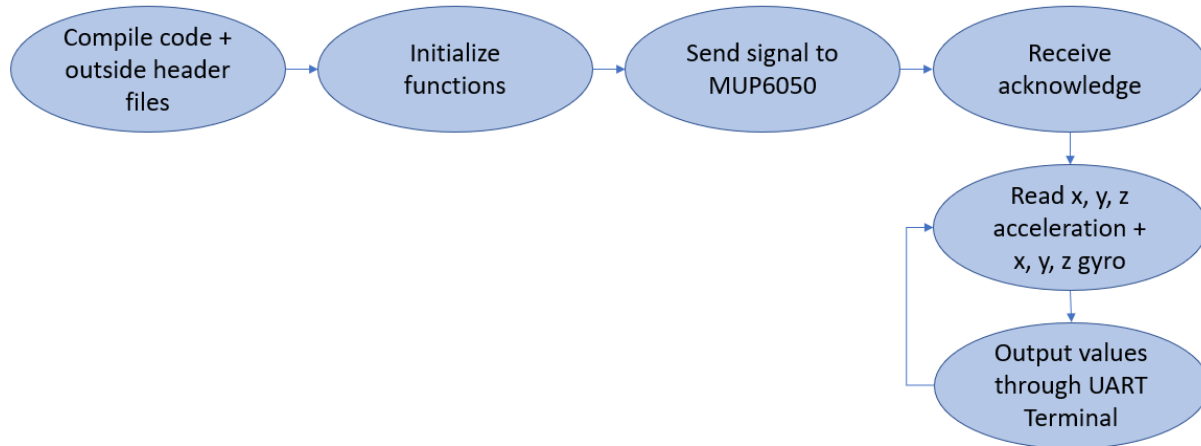 Compile code +
outside header
files
Initialize
functions
Send signal to
MUP6050
Receive
acknowledge
Read x, y, z
acceleration +
x, y, z gyro
Output values
through UART
Terminal